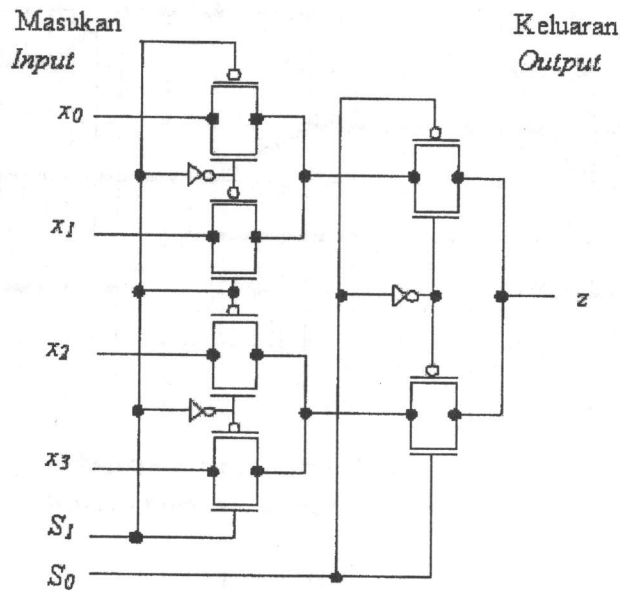 Masukan
Input
Keluaran
Output
x0
x1
x2
x3
S1
S0
z